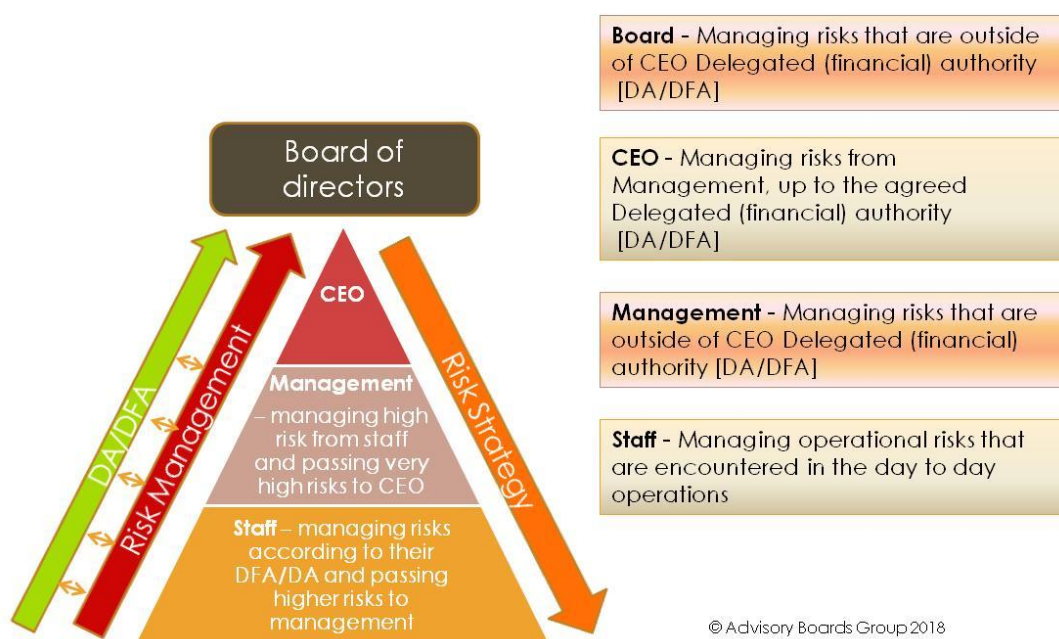 Board of
directors
CEO
Management
– managing high
risk from staff
and passing very
high risks to CEO
Staff – managing risks
according to their
DFA/DA and passing
higher risks to
management
DA/DFA
Risk Management
Risk Strategy
Board - Managing risks that are outside
of CEO Delegated (financial) authority
[DA/DFA]
CEO - Managing risks from
Management, up to the agreed
Delegated (financial) authority
[DA/DFA]
Management - Managing risks that are
outside of CEO Delegated (financial)
authority [DA/DFA]
Staff - Managing operational risks that
are encountered in the day to day
operations
© Advisory Boards Group 2018